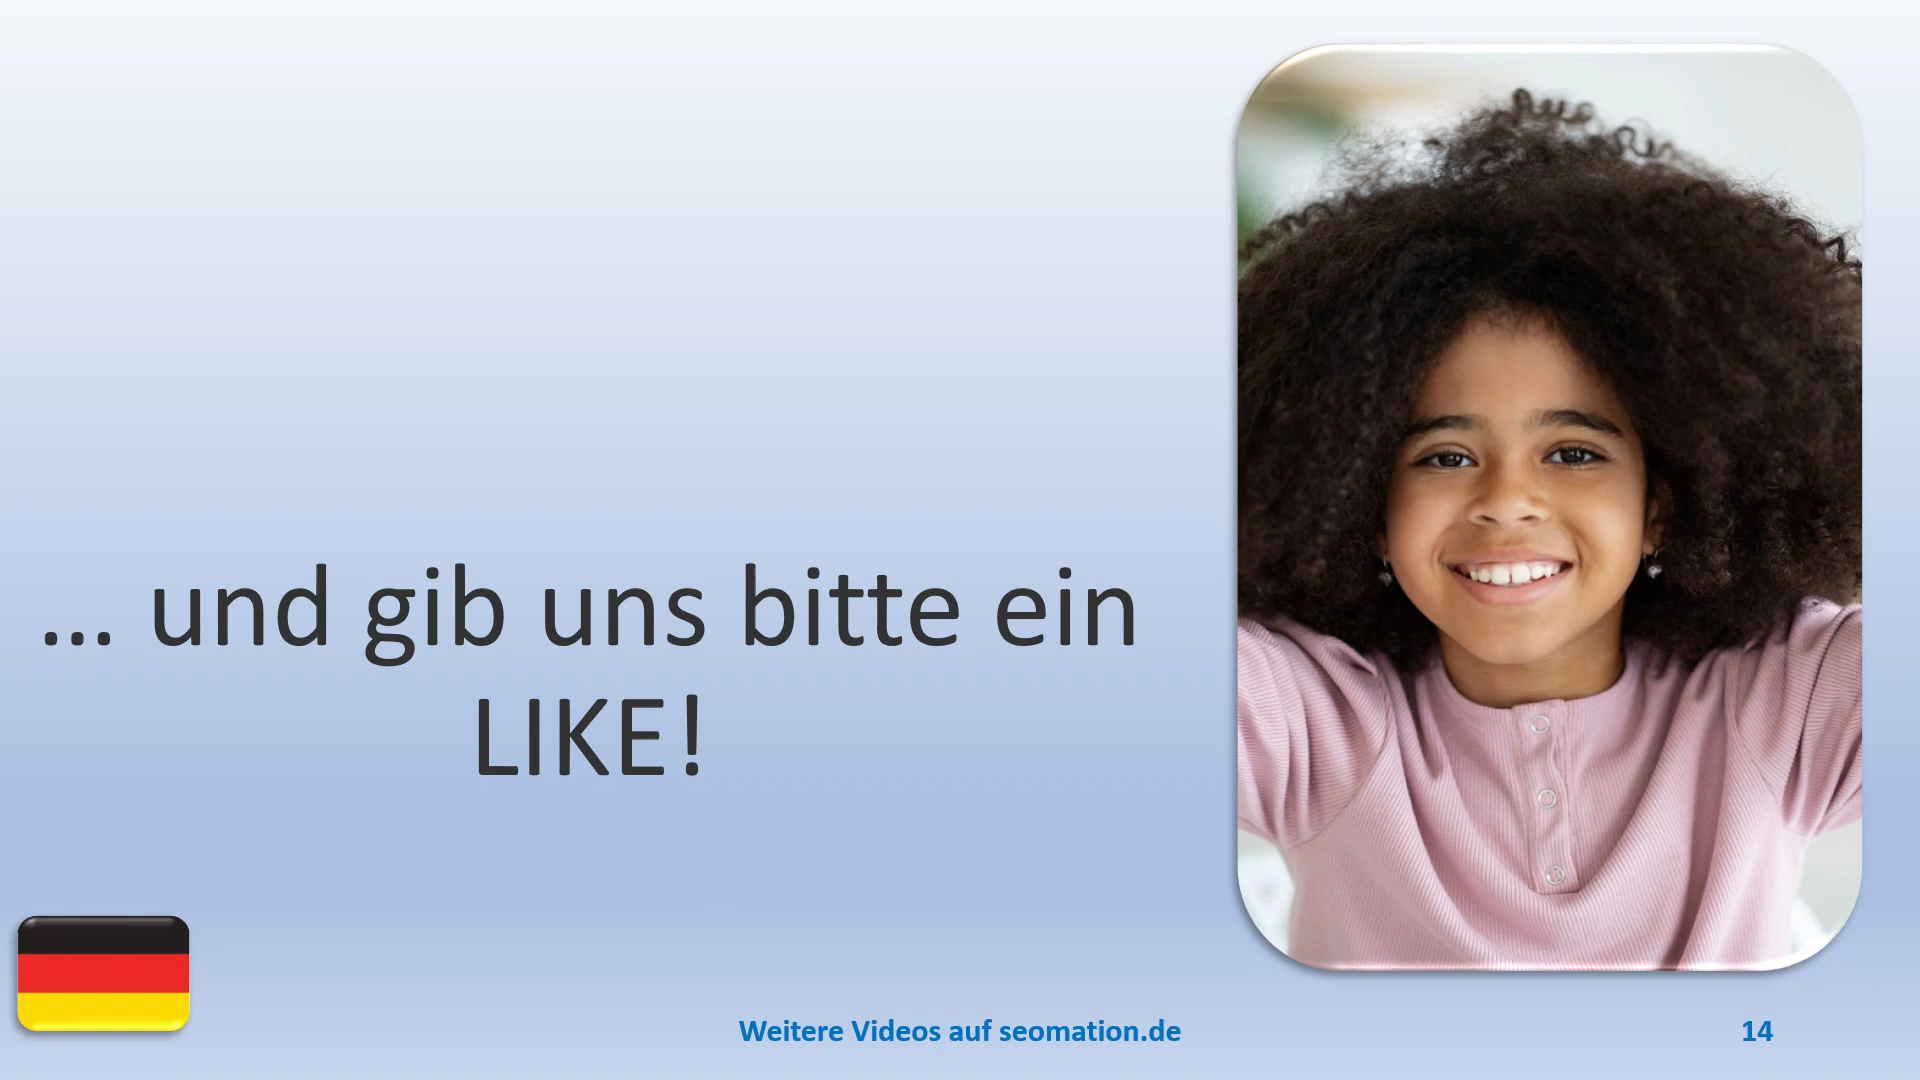 ... und gib uns bitte ein
LIKE!
Weitere Videos auf seomation.de
14